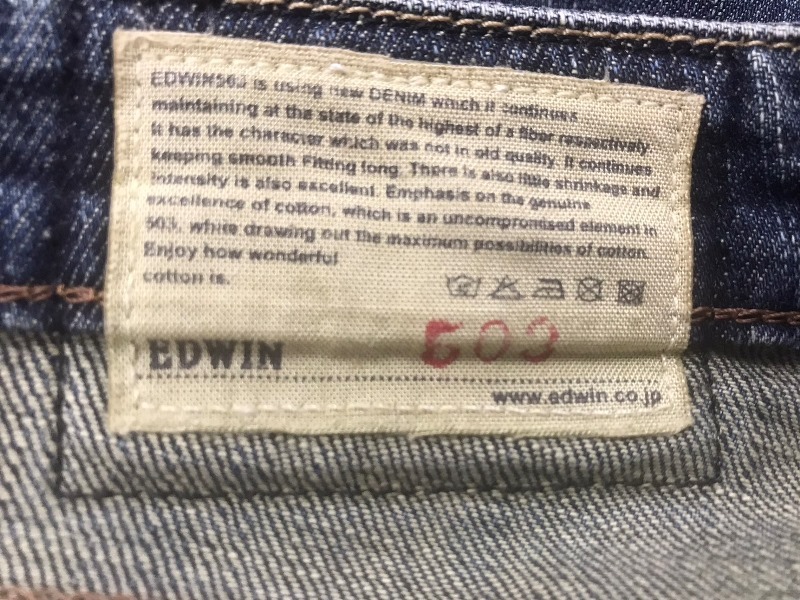 EDWIN503 is using new DENIM which it continues
maintaining at the state of the highest of a fiber respectively.
It has the character which was not in old quality. It continues
keeping smooth Fitting long. There is also little shrinkage and
intensity is also excellent. Emphasis on the genuine
excellence of cotton, which is an uncompromised element in
503, while drawing out the maximum possibilities of cotton.
Enjoy how wonderful
cotton is.
503
EDWIN
www.edwin.co.jp